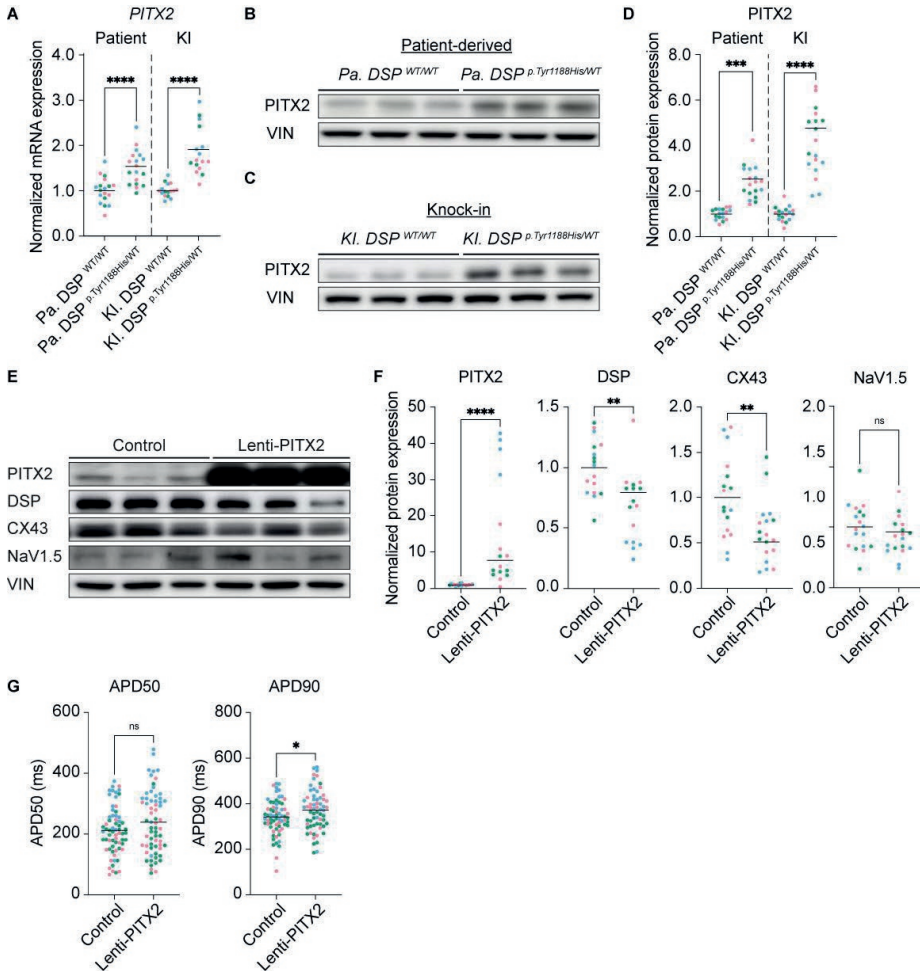 A
PITX2
Patient KI
Normalized mRNA expression
4.0
3.0
2.0
1.0
0.0
**** ****
Pa. DSP WT/WT
Pa. DSP p.Tyr1188His/WT
KI. DSP WT/WT
KI. DSP p.Tyr1188His/WT
B
Patient-derived
Pa. DSP WT/WT Pa. DSP p.Tyr1188His/WT
PITX2
VIN
C
Knock-in
KI. DSP WT/WT KI. DSP p.Tyr1188His/WT
PITX2
VIN
D
PITX2
Patient KI
Normalized protein expression
8.0
6.0
4.0
2.0
0.0
*** ****
Pa. DSP WT/WT
Pa. DSP p.Tyr1188His/WT
KI. DSP WT/WT
KI. DSP p.Tyr1188His/WT
E
Control Lenti-PITX2
PITX2
DSP
CX43
NaV1.5
VIN
F
PITX2
Normalized protein expression
50
40
30
20
10
0
****
Control
Lenti-PITX2
DSP
1.5
1.0
0.5
0.0
**
Control
Lenti-PITX2
CX43
2.0
1.5
1.0
0.5
0.0
**
Control
Lenti-PITX2
NaV1.5
2.0
1.5
1.0
0.5
0.0
ns
Control
Lenti-PITX2
G
APD50
APD50 (ms)
600
400
200
0
ns
Control
Lenti-PITX2
APD90
APD90 (ms)
800
600
400
200
0
*
Control
Lenti-PITX2